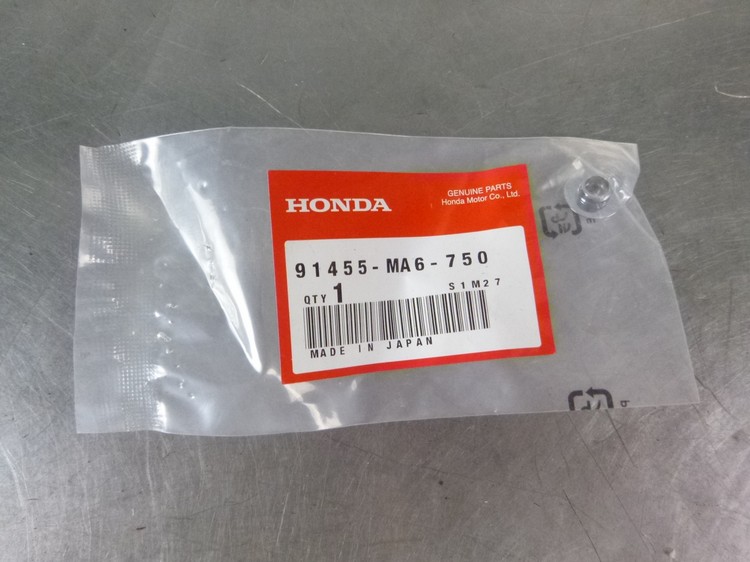 HONDA
GENUINE PARTS
Honda Motor Co., Ltd.
91455-MA6-750
QTY 1
S1M27
MADE IN JAPAN